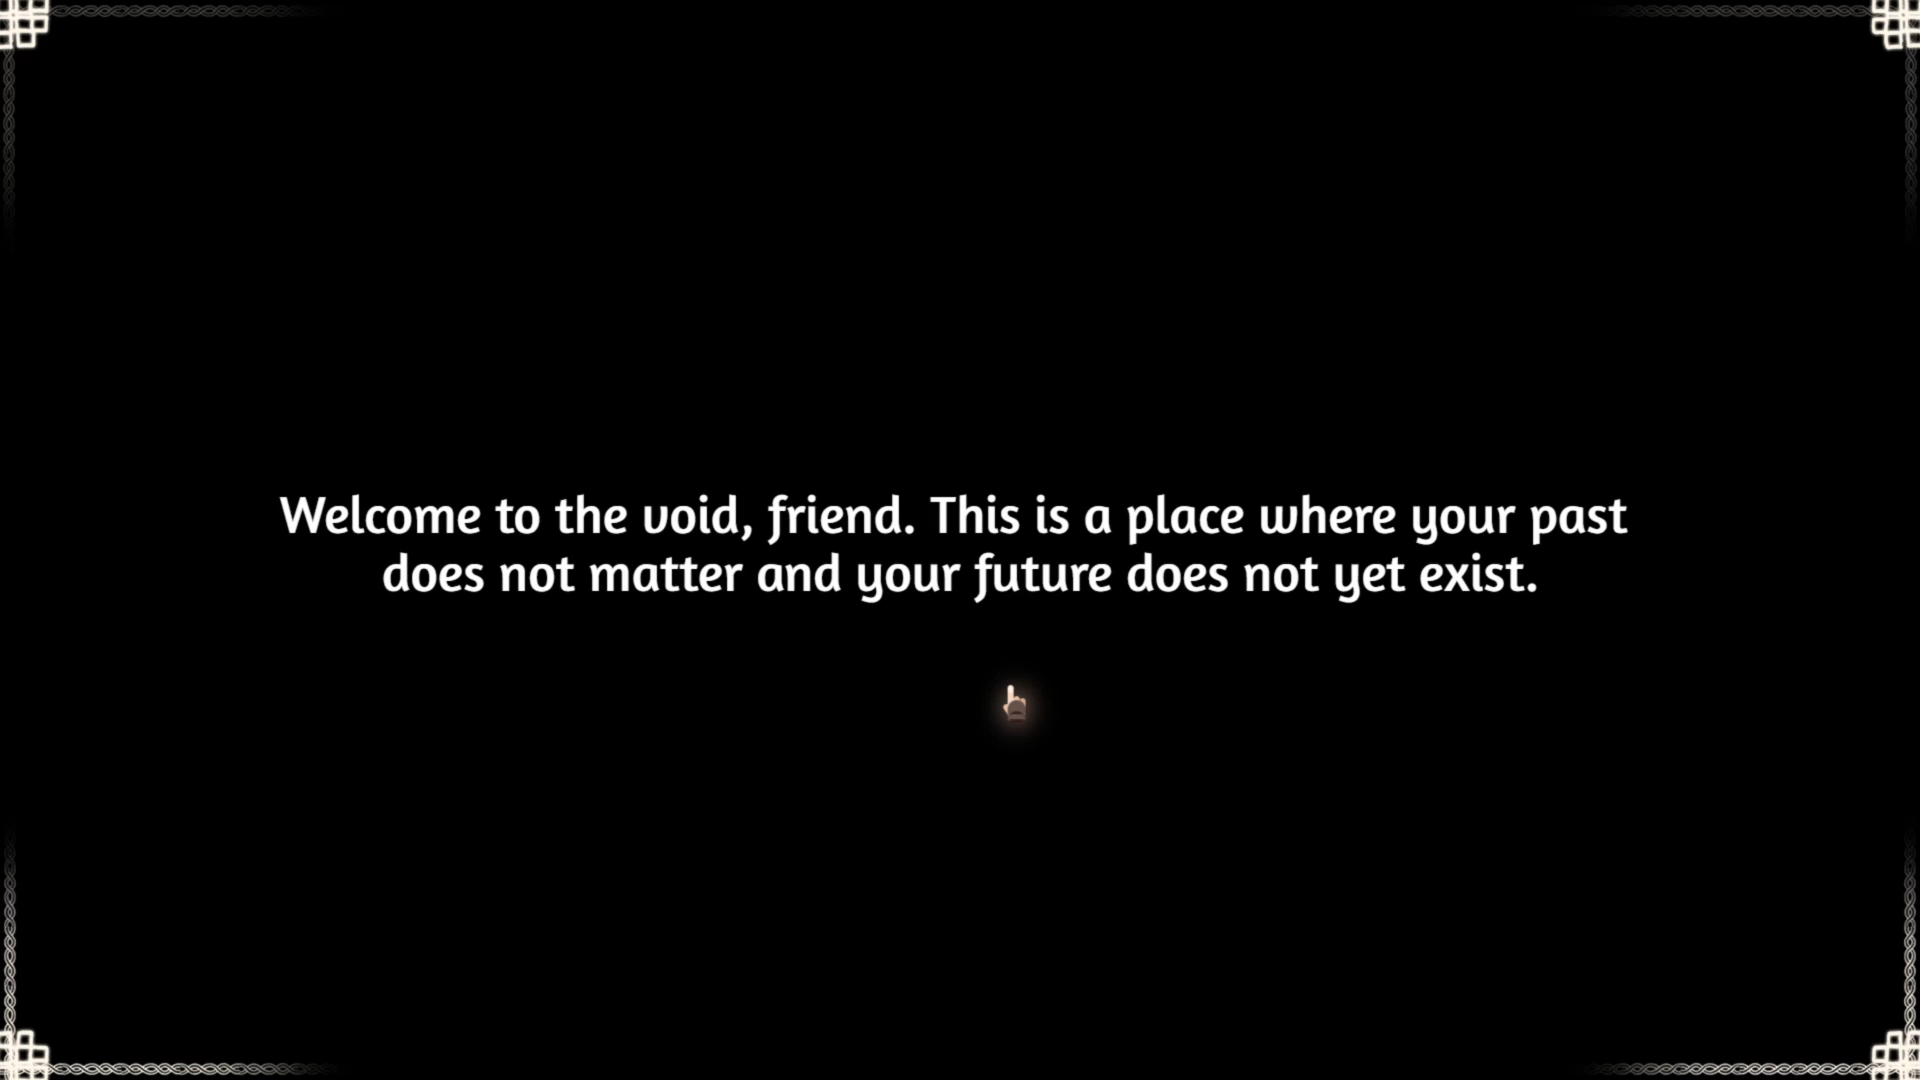 Welcome to the void, friend. This is a place where your past
does not matter and your future does not yet exist.